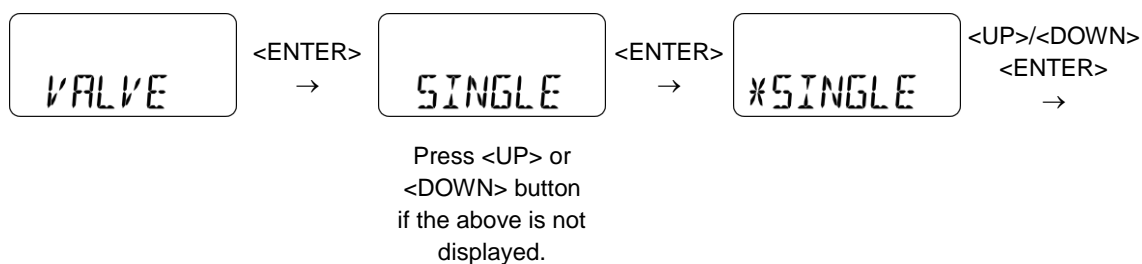 VALVE
<ENTER>
→
SINGLE
<ENTER>
→
*SINGLE
<UP>/<DOWN>
<ENTER>
→
Press <UP> or
<DOWN> button
if the above is not
displayed.